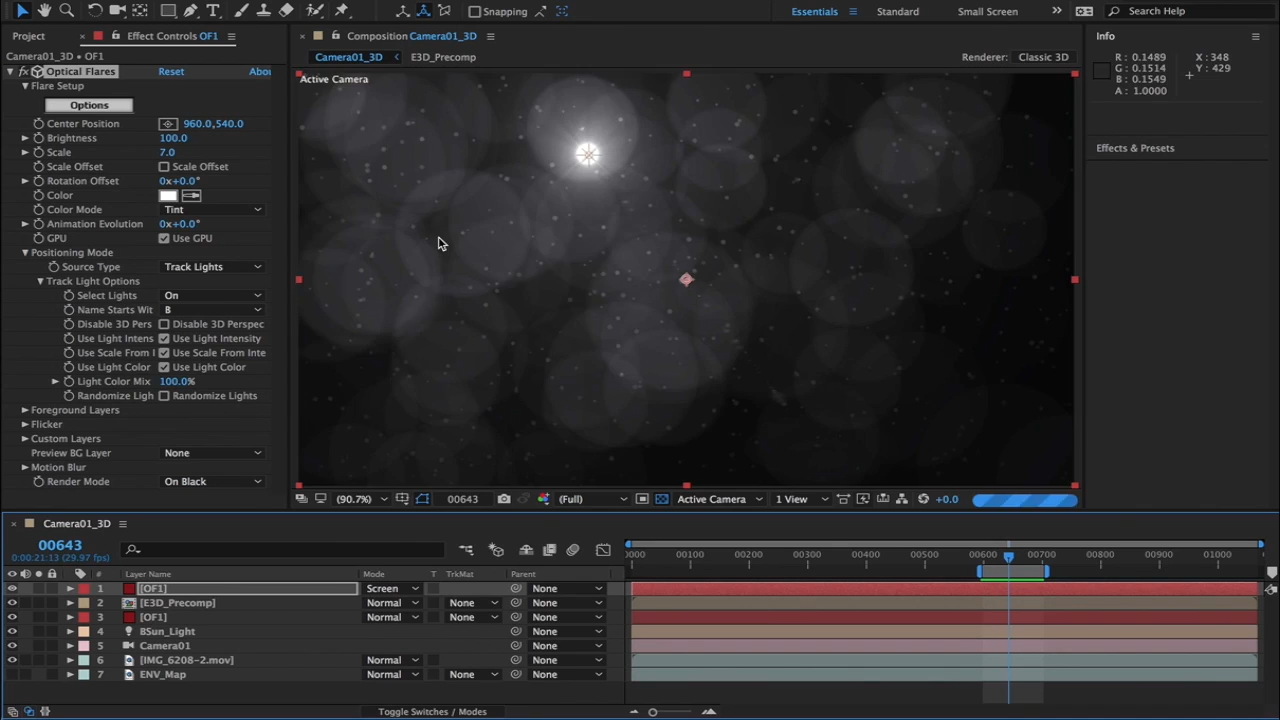 Snapping Essentials Standard Small Screen Search Help
Project Effect Controls OF1 Composition Camera01_3D Info
Camera01_3D • OF1 Camera01_3D E3D_Precomp Renderer: Classic 3D
R : 0.1489 X : 348
G : 0.1514 Y : 429
B : 0.1549
A : 1.0000
fx Optical Flares Reset Abou
Active Camera
Flare Setup
Options
Center Position 960.0,540.0
Brightness 100.0
Effects & Presets
Scale 7.0
Scale Offset Scale Offset
Rotation Offset 0x+0.0°
Color
Color Mode Tint
Animation Evolution 0x+0.0°
GPU Use GPU
Positioning Mode
Source Type Track Lights
Track Light Options
Select Lights On
Name Starts Wit B
Disable 3D Pers Disable 3D Perspec
Use Light Intens Use Light Intensity
Use Scale From I Use Scale From Inte
Use Light Color Use Light Color
Light Color Mix 100.0%
Randomize Ligh Randomize Lights
Foreground Layers
Flicker
Custom Layers
Preview BG Layer None
Motion Blur
Render Mode On Black
(90.7%) 00643 (Full) Active Camera 1 View +0.0
Camera01_3D
00643
0:00:21:13 (29.97 fps)
0000 00100 00200 00300 00400 00500 00600 00700 00800 00900 01000
# Layer Name Mode T TrkMat Parent
1 [OF1] Screen None
2 [E3D_Precomp] Normal None None
3 [OF1] Normal None None
4 BSun_Light None
5 Camera01 None
6 [IMG_6208-2.mov] Normal None
7 ENV_Map Normal None None
Toggle Switches / Modes